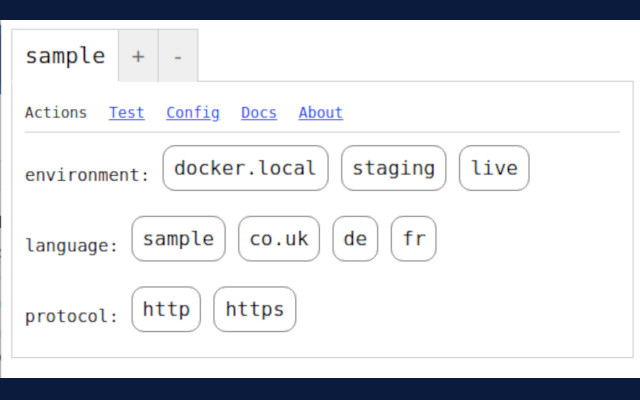 sample + -
Actions Test Config Docs About
environment: docker.local staging live
language: sample co.uk de fr
protocol: http https